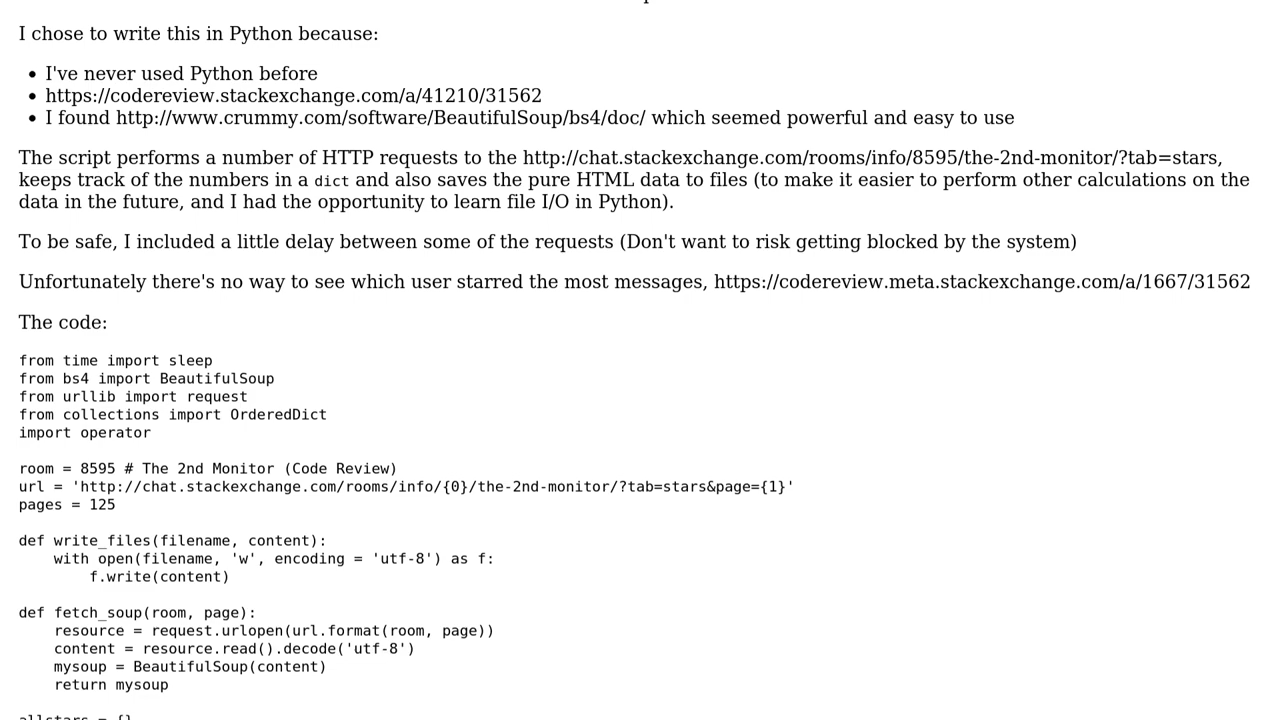 I chose to write this in Python because:
I've never used Python before
https://codereview.stackexchange.com/a/41210/31562
I found http://www.crummy.com/software/BeautifulSoup/bs4/doc/ which seemed powerful and easy to use
The script performs a number of HTTP requests to the http://chat.stackexchange.com/rooms/info/8595/the-2nd-monitor/?tab=stars,
keeps track of the numbers in a dict and also saves the pure HTML data to files (to make it easier to perform other calculations on the
data in the future, and I had the opportunity to learn file I/O in Python).
To be safe, I included a little delay between some of the requests (Don't want to risk getting blocked by the system)
Unfortunately there's no way to see which user starred the most messages, https://codereview.meta.stackexchange.com/a/1667/31562
The code:
from time import sleep
from bs4 import BeautifulSoup
from urllib import request
from collections import OrderedDict
import operator
room = 8595 # The 2nd Monitor (Code Review)
url = 'http://chat.stackexchange.com/rooms/info/{0}/the-2nd-monitor/?tab=stars&page={1}'
pages = 125
def write_files(filename, content):
    with open(filename, 'w', encoding = 'utf-8') as f:
        f.write(content)
def fetch_soup(room, page):
    resource = request.urlopen(url.format(room, page))
    content = resource.read().decode('utf-8')
    mysoup = BeautifulSoup(content)
    return mysoup
allstars = {}